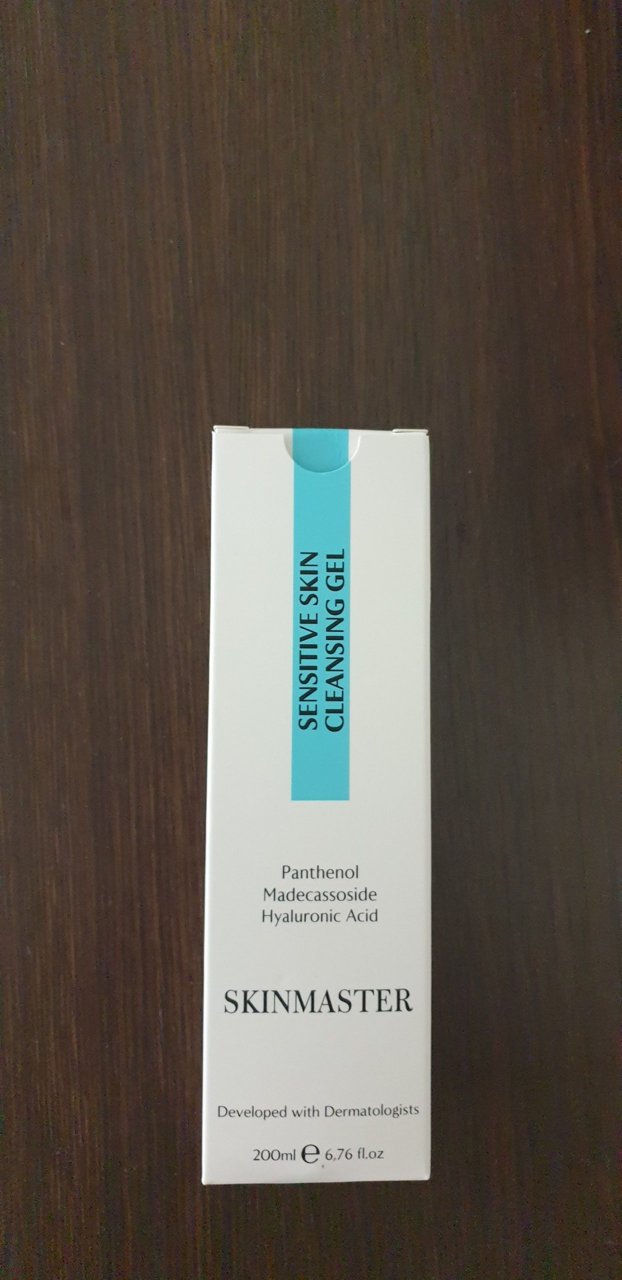 SENSITIVE SKIN
CLEANSING GEL
Panthenol
Madecassoside
Hyaluronic Acid
SKINMASTER
Developed with Dermatologists
200ml ℮ 6,76 fl.oz